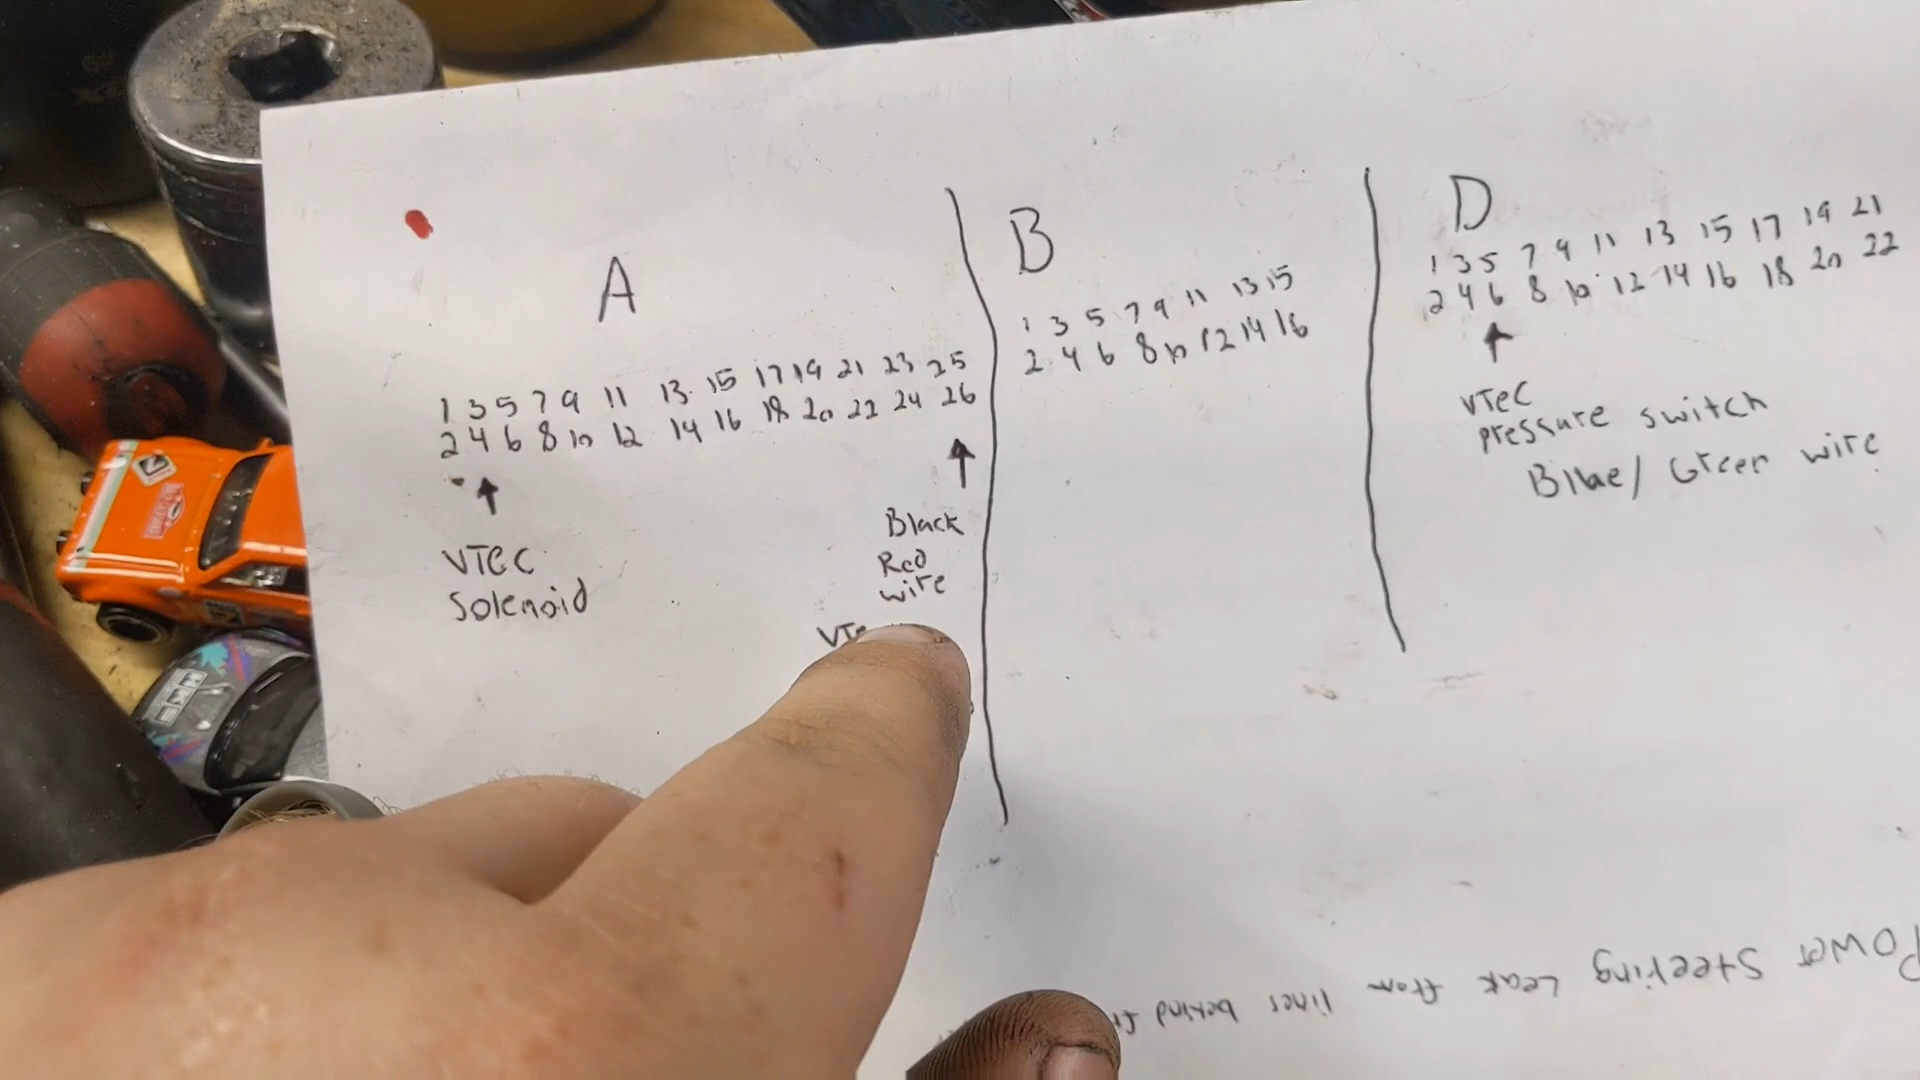 A
1 3 5 7 9 11 13 15 17 19 21 23 25
2 4 6 8 10 12 14 16 18 20 22 24 26
VTEC
Solenoid
Black
Red
wire
B
1 3 5 7 9 11 13 15
2 4 6 8 10 12 14 16
D
1 3 5 7 9 11 13 15 17 19 21
2 4 6 8 10 12 14 16 18 20 22
VTEC
pressure switch
Blue/Green wire
Power Steering Leak from lines behind